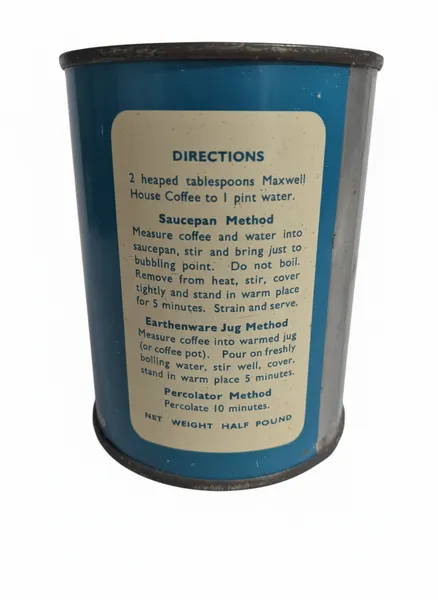 DIRECTIONS
2 heaped tablespoons Maxwell
House Coffee to 1 pint water.
Saucepan Method
Measure coffee and water into
saucepan, stir and bring just to
bubbling point. Do not boil.
Remove from heat, stir, cover
tightly and stand in warm place
for 5 minutes. Strain and serve.
Earthenware Jug Method
Measure coffee into warmed jug
(or coffee pot). Pour on freshly
boiling water, stir well, cover,
stand in warm place 5 minutes.
Percolator Method
Percolate 10 minutes.
NET WEIGHT HALF POUND